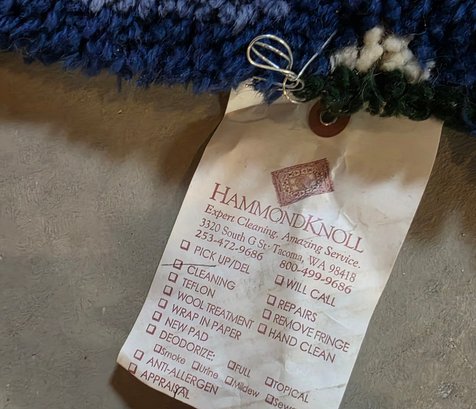 HAMMONDKNOLL
Expert Cleaning. Amazing Service.
3320 South G St · Tacoma, WA 98418
253-472-9686 800-499-9686
PICK UP/DEL WILL CALL
CLEANING REPAIRS
TEFLON REMOVE FRINGE
WOOL TREATMENT HAND CLEAN
WRAP IN PAPER
NEW PAD
DEODORIZE: FULL TOPICAL
Smoke Urine Mildew
ANTI-ALLERGEN
APPRAISAL